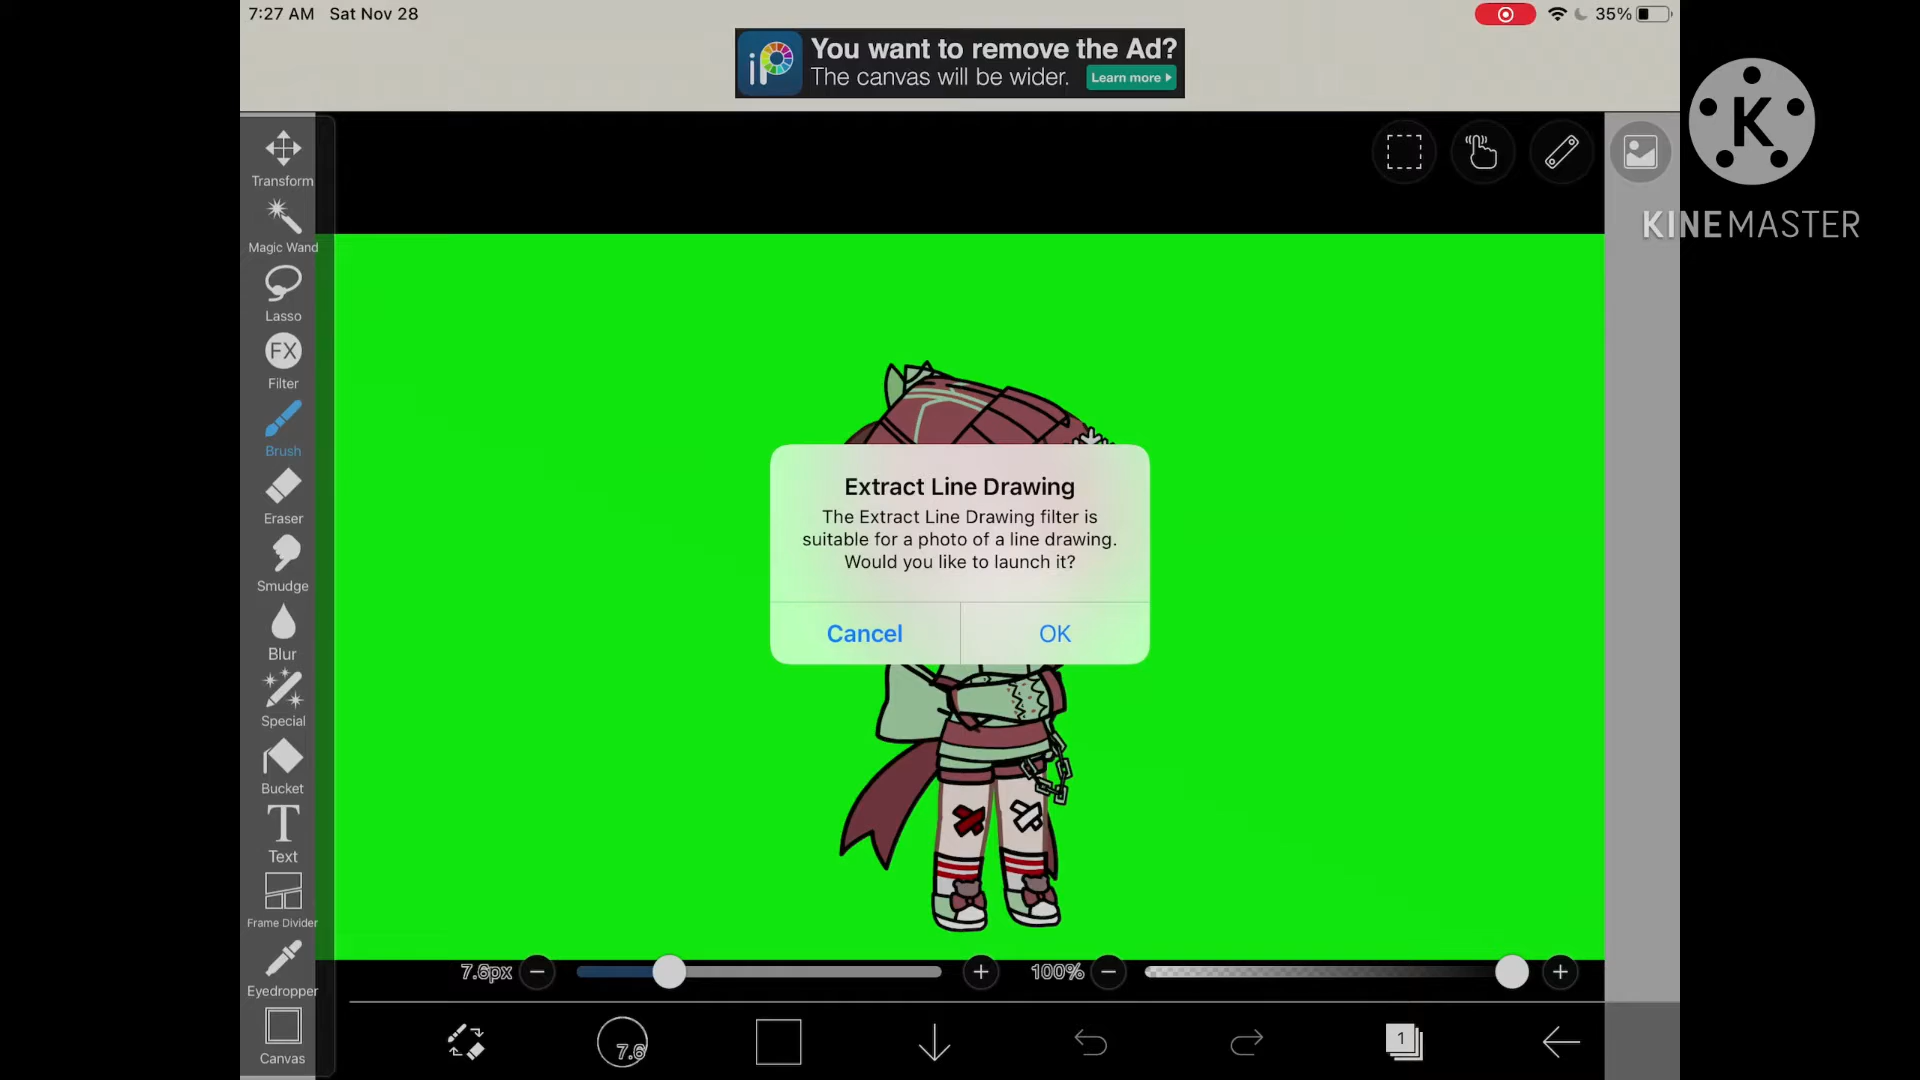 7:27 AM Sat Nov 28
35%
iP
You want to remove the Ad?
The canvas will be wider.
Learn more
K
KINEMASTER
Transform
Magic Wand
Lasso
FX
Filter
Brush
Eraser
Smudge
Blur
Special
Bucket
T
Text
Frame Divider
Eyedropper
Canvas
Extract Line Drawing
The Extract Line Drawing filter is
suitable for a photo of a line drawing.
Would you like to launch it?
Cancel
OK
7.6px
100%
7.6
1